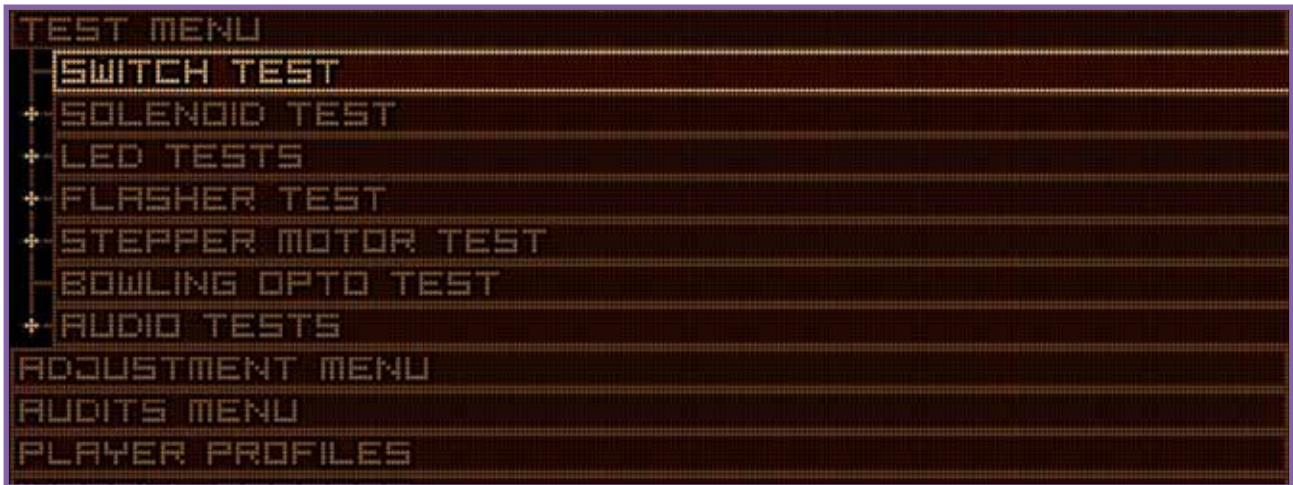 TEST MENU
SWITCH TEST
SOLENOID TEST
LED TESTS
FLASHER TEST
STEPPER MOTOR TEST
BOWLING OPTO TEST
AUDIO TESTS
ADJUSTMENT MENU
AUDITS MENU
PLAYER PROFILES